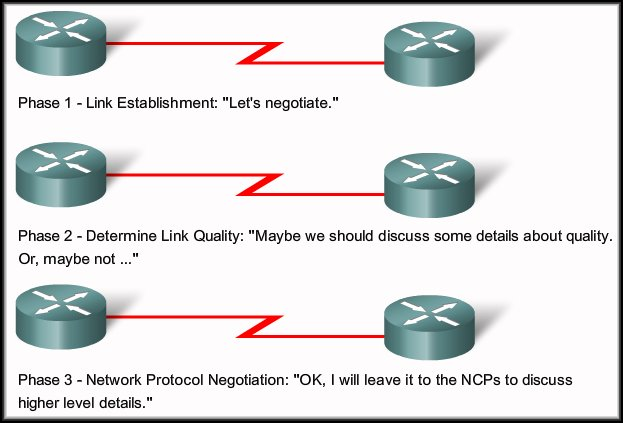 Phase 1 - Link Establishment: "Let's negotiate."
Phase 2 - Determine Link Quality: "Maybe we should discuss some details about quality.
Or, maybe not ..."
Phase 3 - Network Protocol Negotiation: "OK, I will leave it to the NCPs to discuss
higher level details."